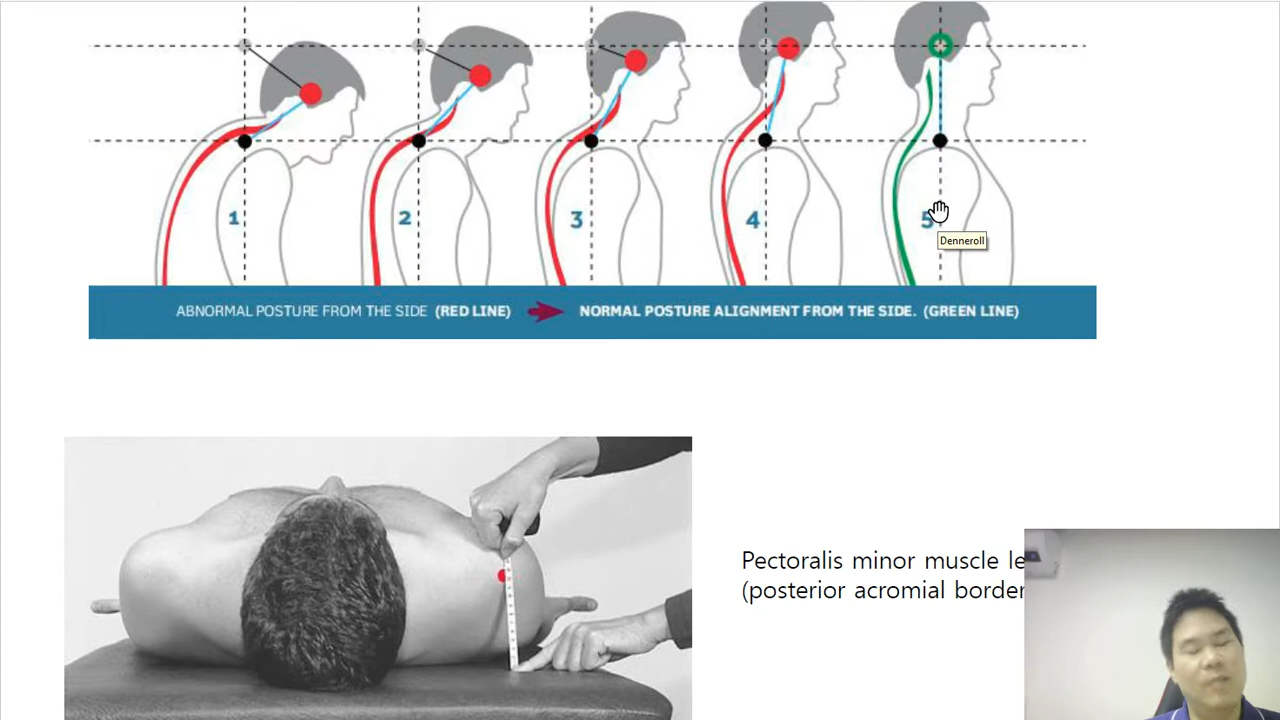 1
2
3
4
5
Denneroll
ABNORMAL POSTURE FROM THE SIDE (RED LINE) NORMAL POSTURE ALIGNMENT FROM THE SIDE. (GREEN LINE)
Pectoralis minor muscle le
(posterior acromial border